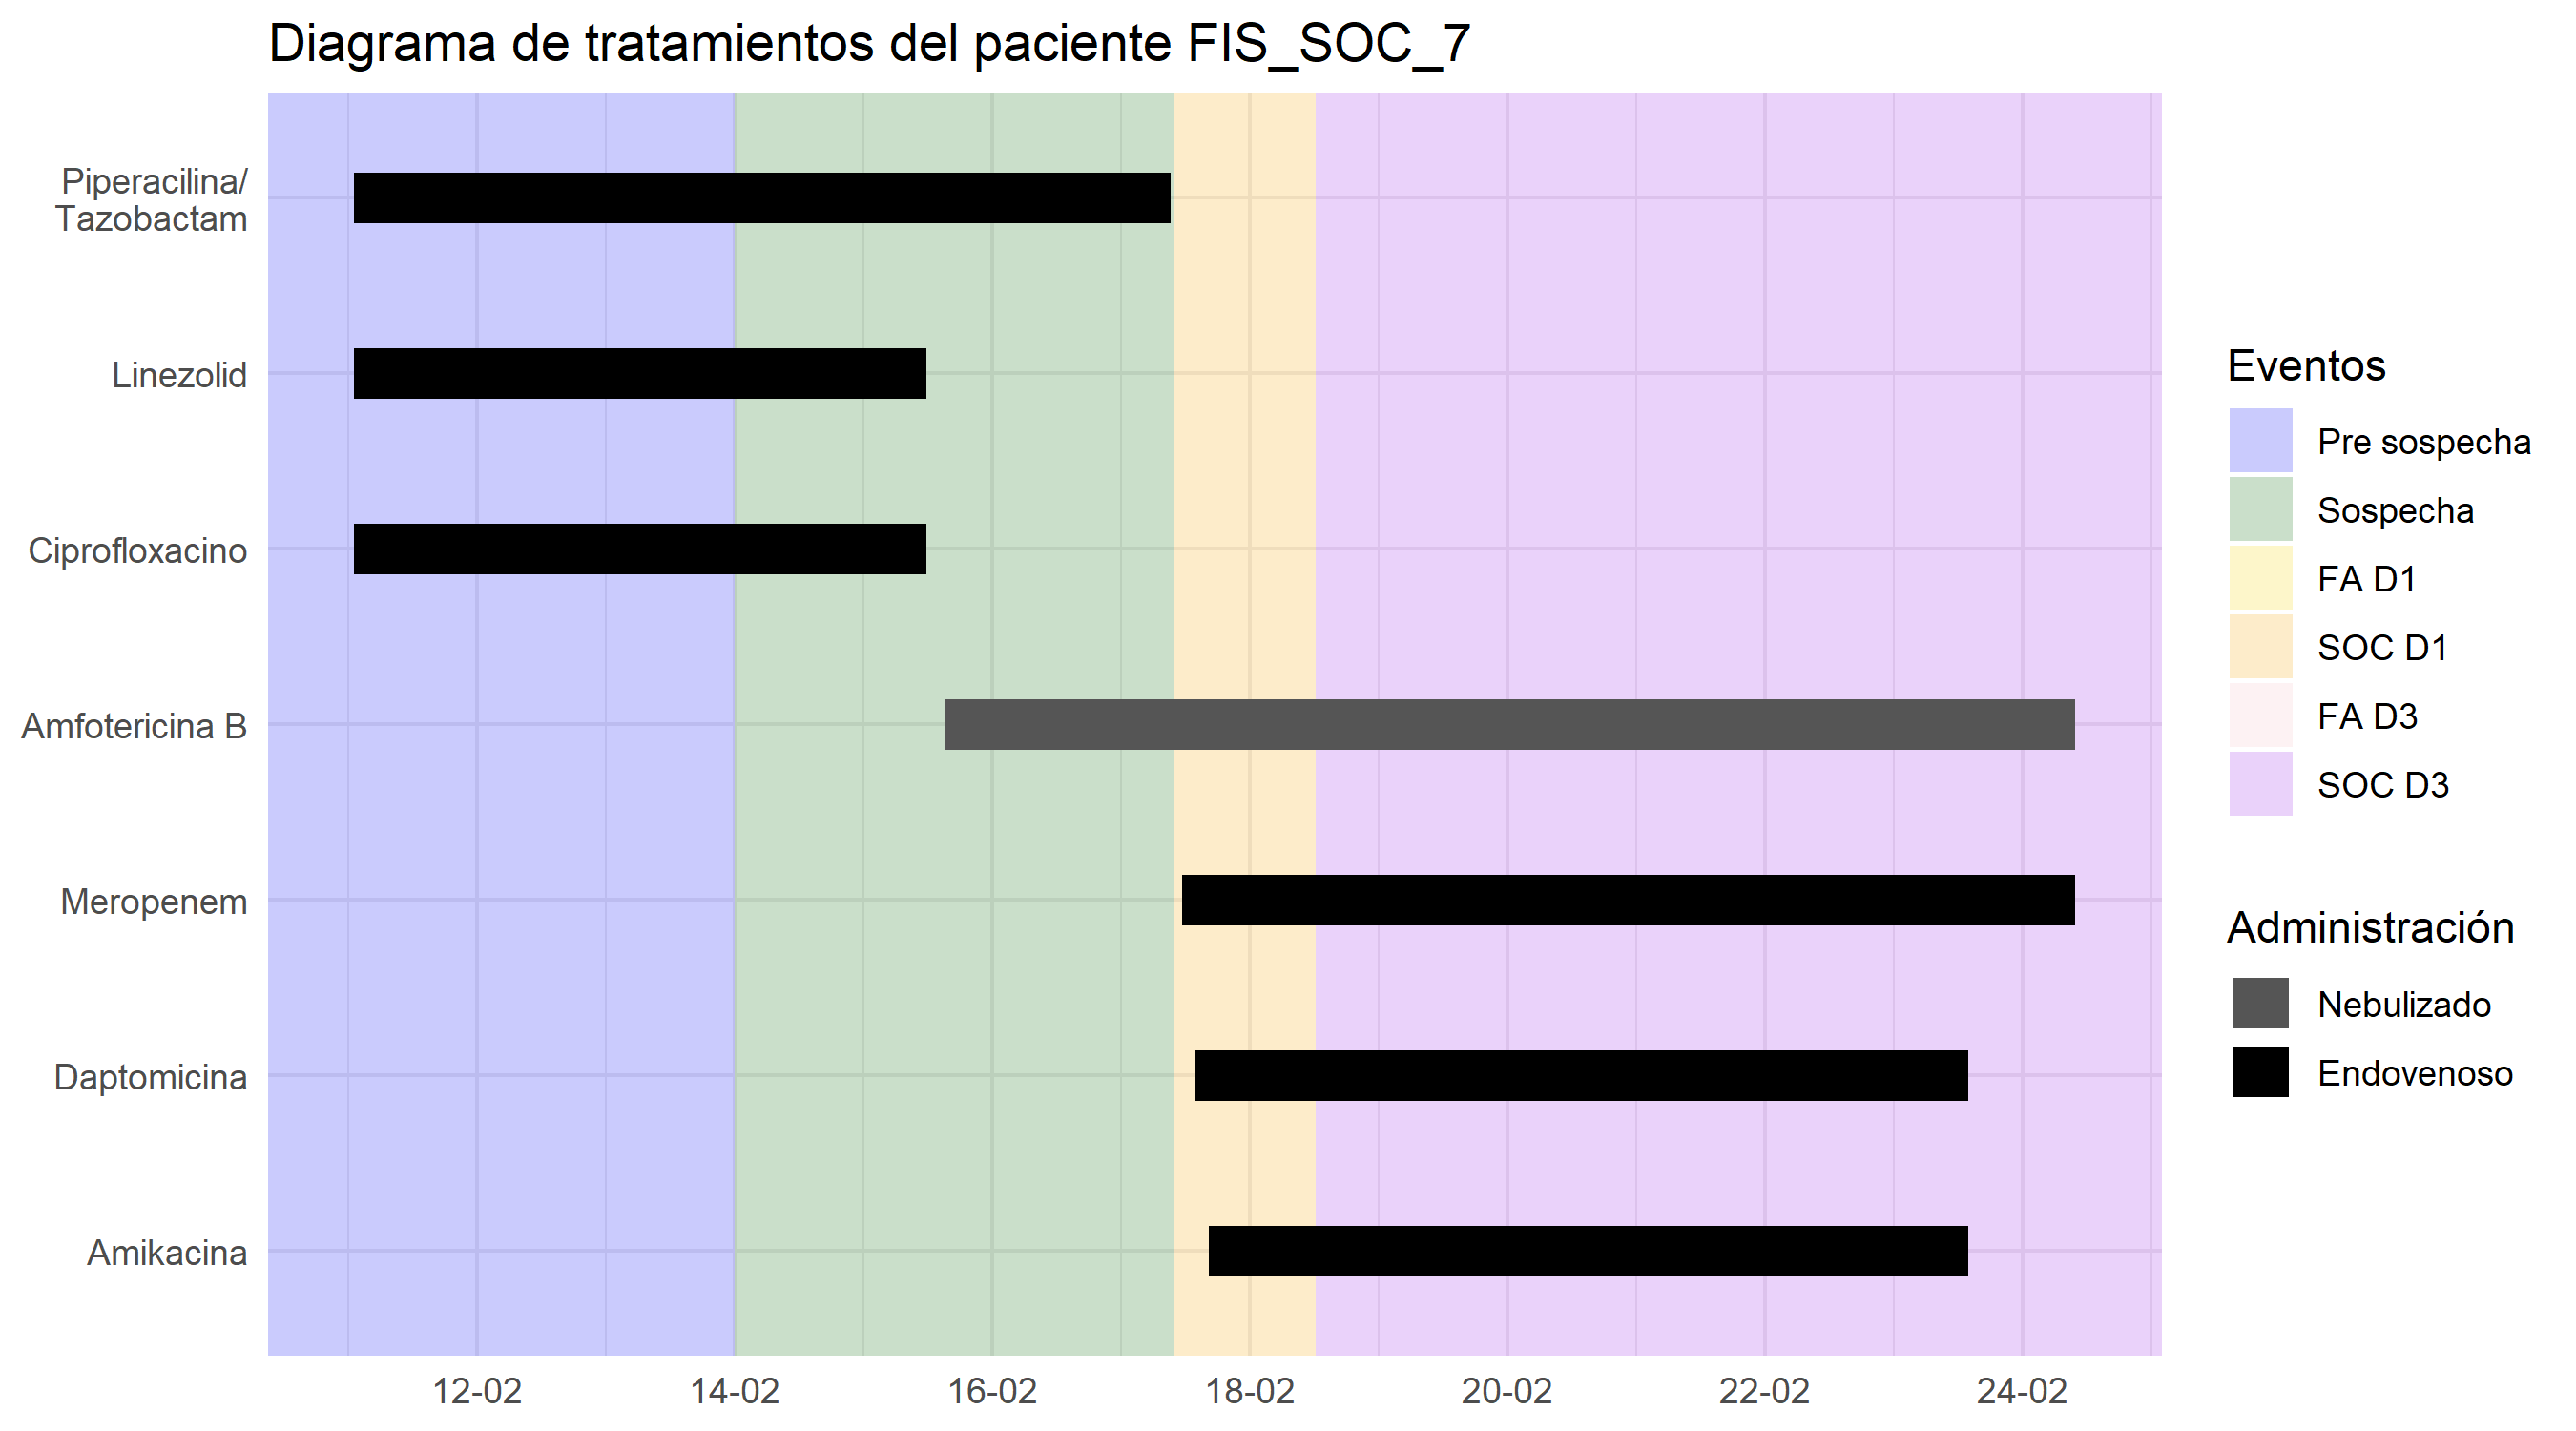 Diagrama de tratamientos del paciente FIS_SOC_7
Piperacilina/
Tazobactam
Linezolid
Ciprofloxacino
Amfotericina B
Meropenem
Daptomicina
Amikacina
12-02
14-02
16-02
18-02
20-02
22-02
24-02
Eventos
Pre sospecha
Sospecha
FA D1
SOC D1
FA D3
SOC D3
Administración
Nebulizado
Endovenoso